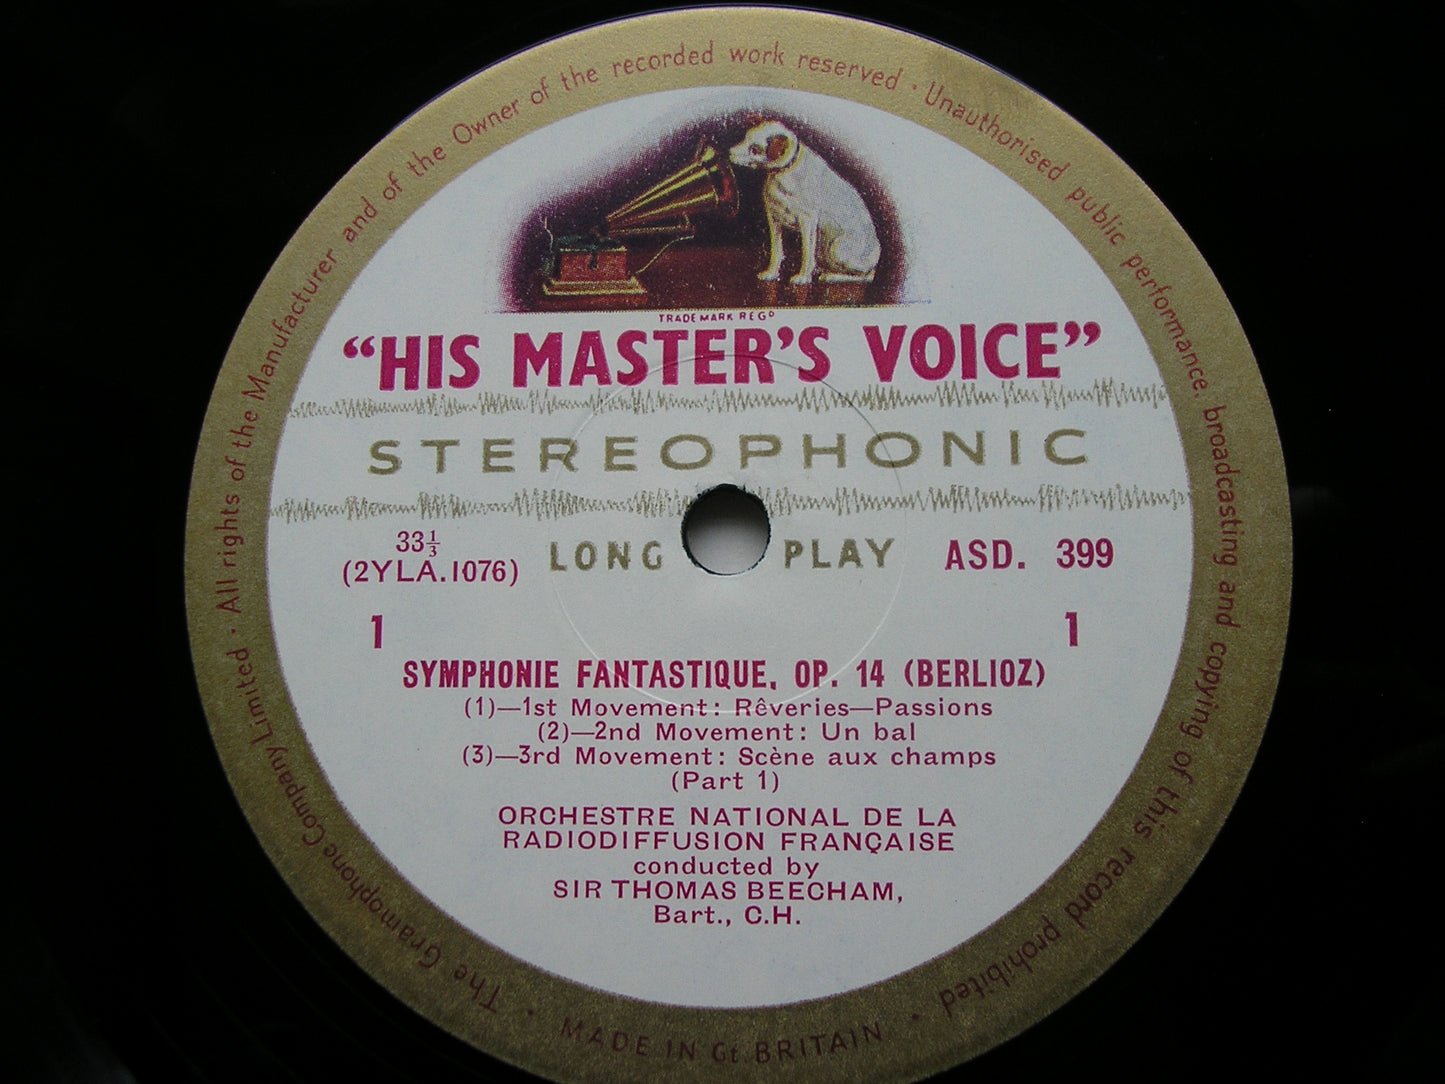 The Gramophone Company Limited · All rights of the Manufacturer and of the Owner of the recorded work reserved · Unauthorised public performance, broadcasting and copying of this record prohibited ·
TRADE MARK REGD
“HIS MASTER'S VOICE”
STEREOPHONIC
33⅓
(2YLA.1076)
LONG PLAY
ASD. 399
1 1
SYMPHONIE FANTASTIQUE, OP. 14 (BERLIOZ)
(1)—1st Movement: Rêveries—Passions
(2)—2nd Movement: Un bal
(3)—3rd Movement: Scène aux champs
(Part 1)
ORCHESTRE NATIONAL DE LA
RADIODIFFUSION FRANÇAISE
conducted by
SIR THOMAS BEECHAM,
Bart., C.H.
· MADE IN Gt. BRITAIN ·